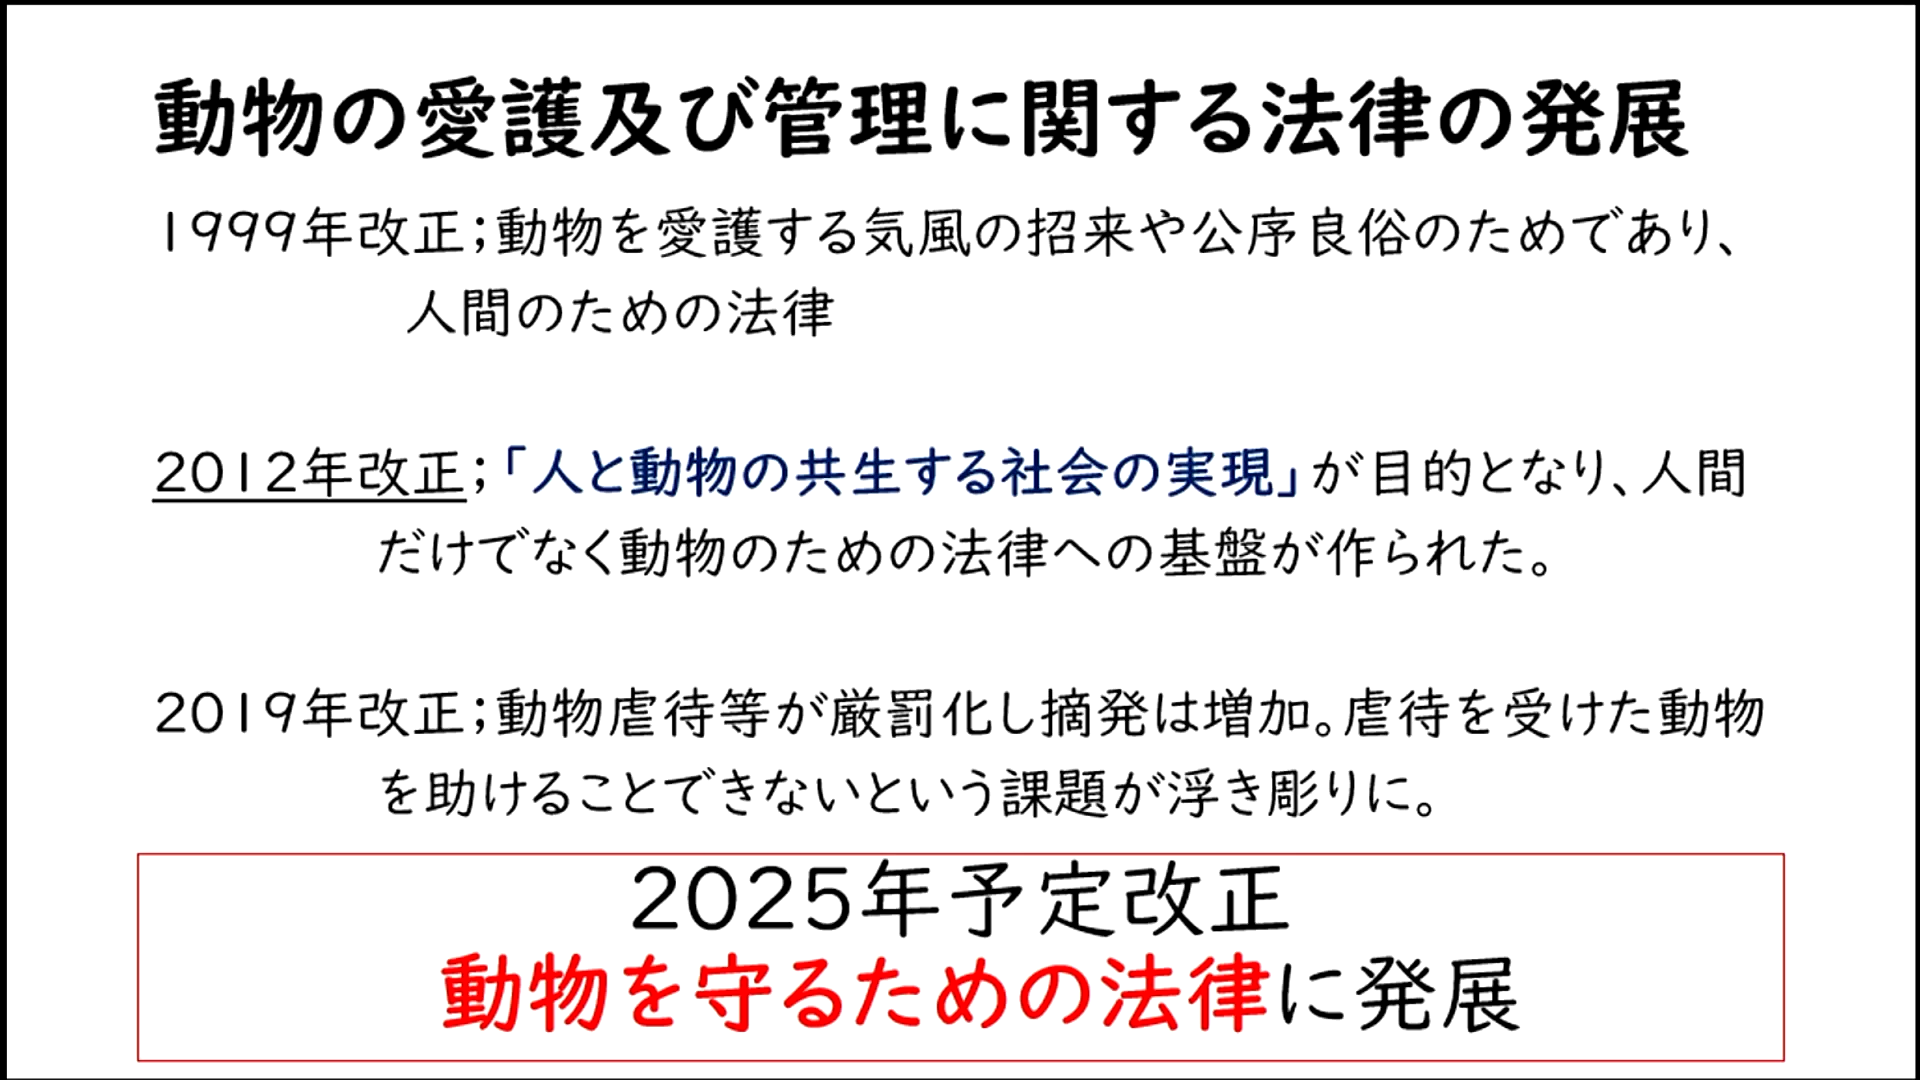 動物の愛護及び管理に関する法律の発展
1999年改正；動物を愛護する気風の招来や公序良俗のためであり、
人間のための法律
2012年改正；「人と動物の共生する社会の実現」が目的となり、人間
だけでなく動物のための法律への基盤が作られた。
2019年改正；動物虐待等が厳罰化し摘発は増加。虐待を受けた動物
を助けることできないという課題が浮き彫りに。
2025年予定改正
動物を守るための法律に発展